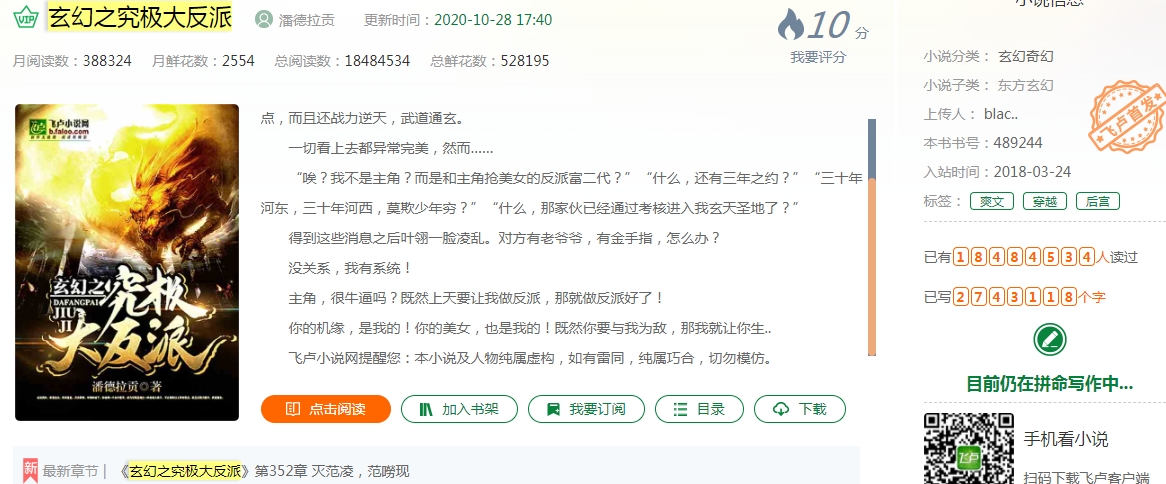 VIP 玄幻之究极大反派 潘德拉贡 更新时间：2020-10-28 17:40
10 分
我要评分
月阅读数：388324 月鲜花数：2554 总阅读数：18484534 总鲜花数：528195
飞卢小说网
b.faloo.com
玄幻之究极
DAFANGPAI
JIU
JI
大反派
潘德拉贡◎著
点，而且还战力逆天，武道通玄。
一切看上去都异常完美，然而......
“唉？我不是主角？而是和主角抢美女的反派富二代？”“什么，还有三年之约？”“三十年
河东，三十年河西，莫欺少年穷？”“什么，那家伙已经通过考核进入我玄天圣地了？”
得到这些消息之后叶翎一脸凌乱。对方有老爷爷，有金手指，怎么办？
没关系，我有系统！
主角，很牛逼吗？既然上天要让我做反派，那就做反派好了！
你的机缘，是我的！你的美女，也是我的！既然你要与我为敌，那我就让你生..
飞卢小说网提醒您：本小说及人物纯属虚构，如有雷同，纯属巧合，切勿模仿。
点击阅读 加入书架 我要订阅 目录 下载
新 最新章节 | 《玄幻之究极大反派》第352章 灭范凌，范嘮现
小说信息
小说分类： 玄幻奇幻
小说子类： 东方玄幻
上传人： blac..
本书书号：489244
入站时间：2018-03-24
标签： 爽文 穿越 后宫
飞卢首发
已有18484534人读过
已写2743118个字
目前仍在拼命写作中...
飞卢
手机看小说
扫码下载飞卢客户端